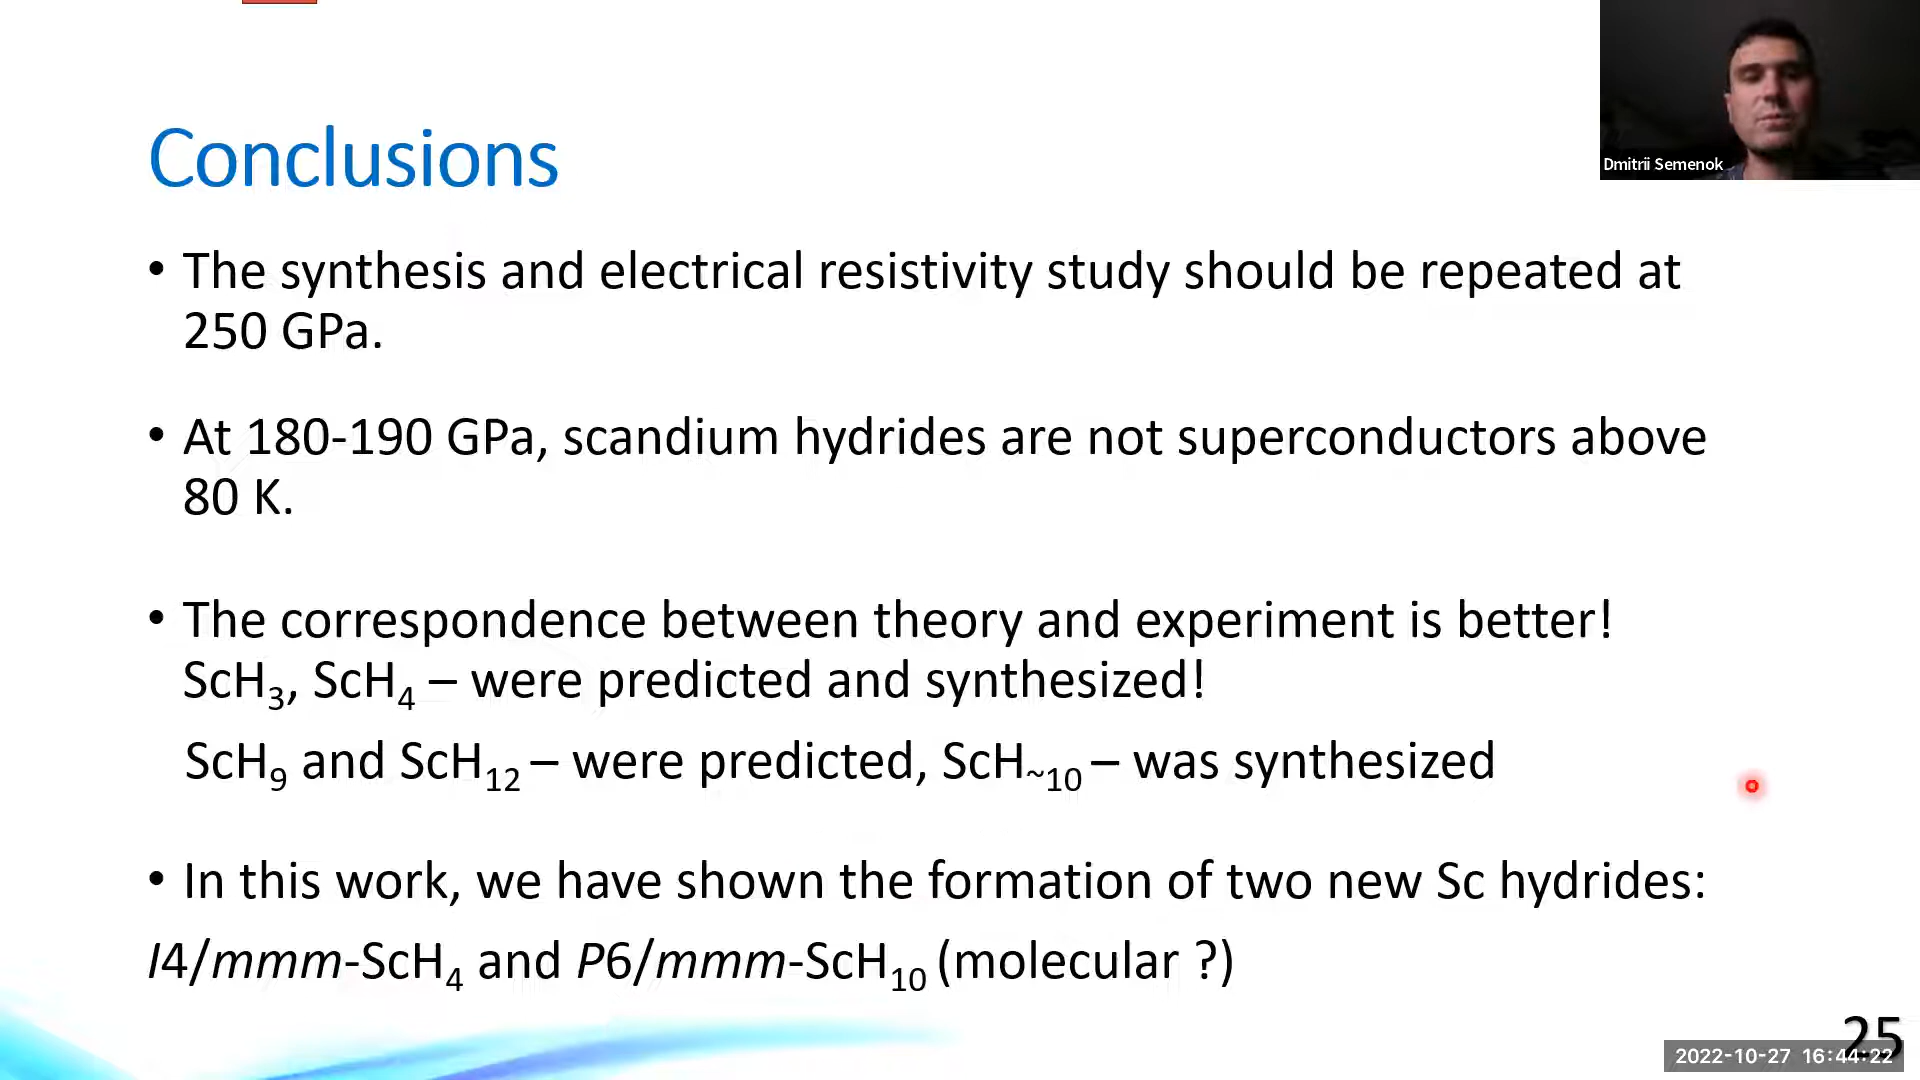 Conclusions
Dmitrii Semenok
• The synthesis and electrical resistivity study should be repeated at
250 GPa.
• At 180-190 GPa, scandium hydrides are not superconductors above
80 K.
• The correspondence between theory and experiment is better!
ScH₃, ScH₄ – were predicted and synthesized!
ScH₉ and ScH₁₂ – were predicted, ScH~₁₀ – was synthesized
• In this work, we have shown the formation of two new Sc hydrides:
I4/mmm-ScH₄ and P6/mmm-ScH₁₀ (molecular ?)
25
2022-10-27 16:44:22